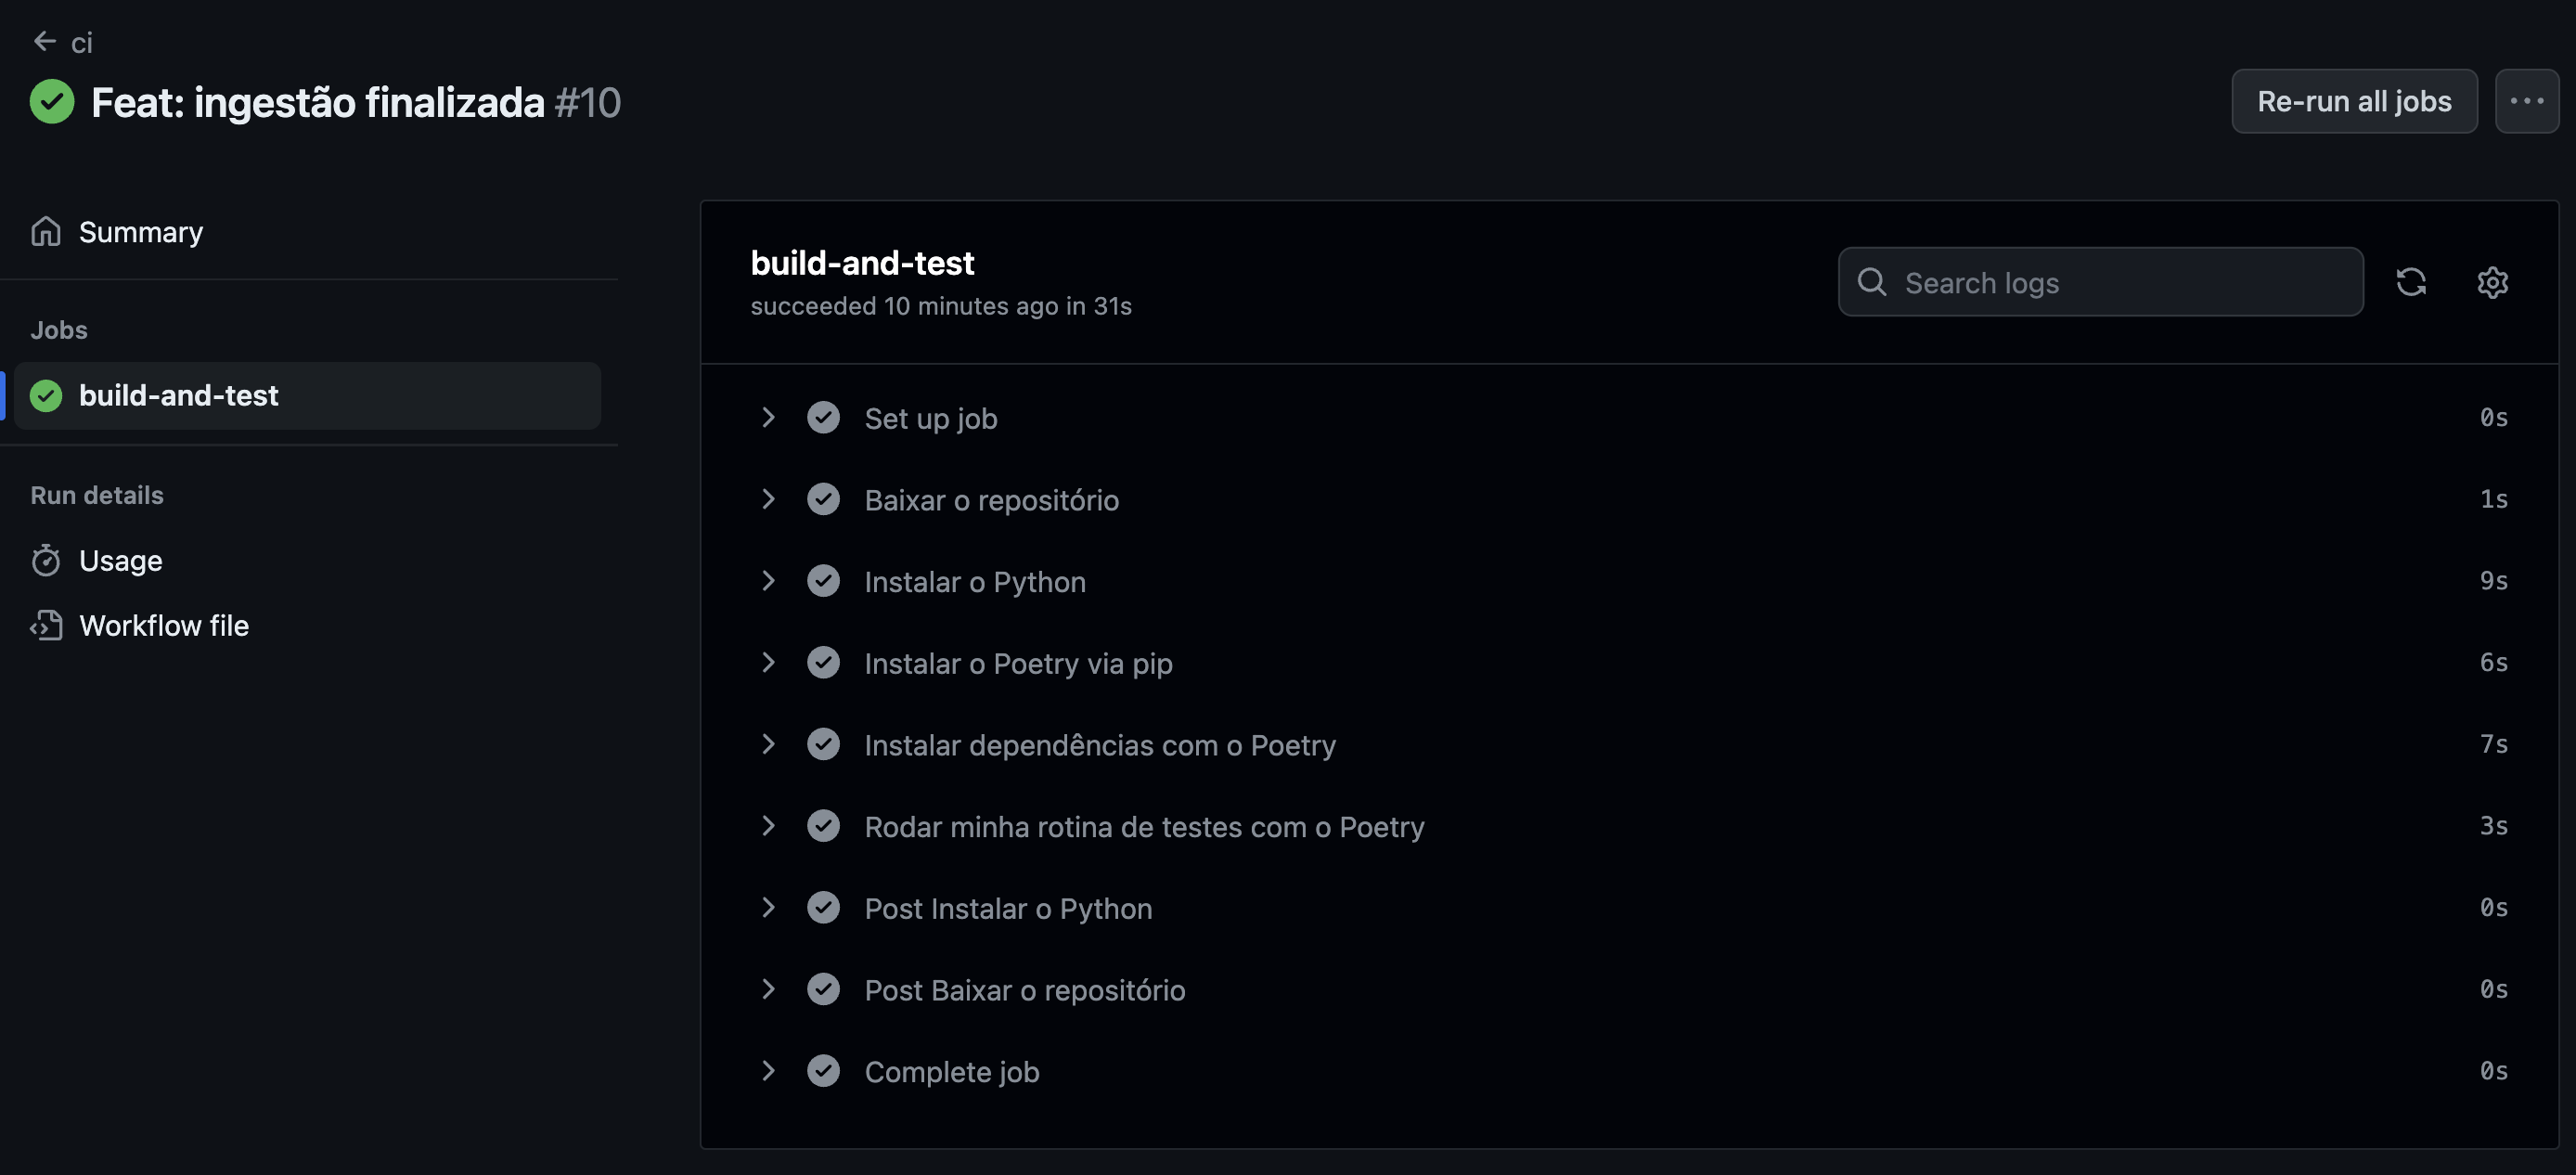 ci
Feat: ingestão finalizada #10
Re-run all jobs
Summary
Jobs
build-and-test
Run details
Usage
Workflow file
build-and-test
succeeded 10 minutes ago in 31s
Search logs
Set up job 0s
Baixar o repositório 1s
Instalar o Python 9s
Instalar o Poetry via pip 6s
Instalar dependências com o Poetry 7s
Rodar minha rotina de testes com o Poetry 3s
Post Instalar o Python 0s
Post Baixar o repositório 0s
Complete job 0s